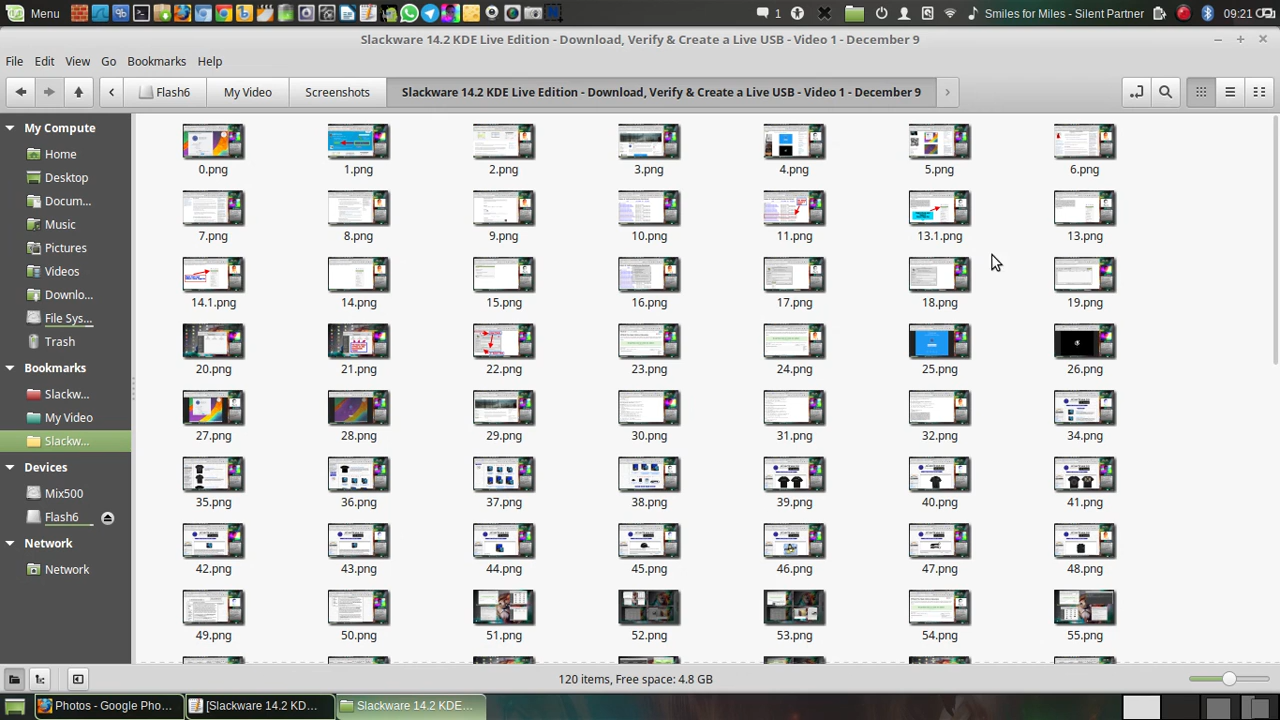 Menu
1
Smiles for Miles - Silent Partner
09:21
Slackware 14.2 KDE Live Edition - Download, Verify & Create a Live USB - Video 1 - December 9
File Edit View Go Bookmarks Help
Flash6 My Video Screenshots Slackware 14.2 KDE Live Edition - Download, Verify & Create a Live USB - Video 1 - December 9
My Compute
Home
Desktop
Docum...
Music
Pictures
Videos
Downlo...
File Sys...
Trash
Bookmarks
Slackw...
My Video
Slackw...
Devices
Mix500
Flash6
Network
Network
0.png 1.png 2.png 3.png 4.png 5.png 6.png
7.png 8.png 9.png 10.png 11.png 13.1.png 13.png
14.1.png 14.png 15.png 16.png 17.png 18.png 19.png
20.png 21.png 22.png 23.png 24.png 25.png 26.png
27.png 28.png 29.png 30.png 31.png 32.png 34.png
35.png 36.png 37.png 38.png 39.png 40.png 41.png
42.png 43.png 44.png 45.png 46.png 47.png 48.png
49.png 50.png 51.png 52.png 53.png 54.png 55.png
120 items, Free space: 4.8 GB
Photos - Google Pho...
[Slackware 14.2 KD...
Slackware 14.2 KDE...